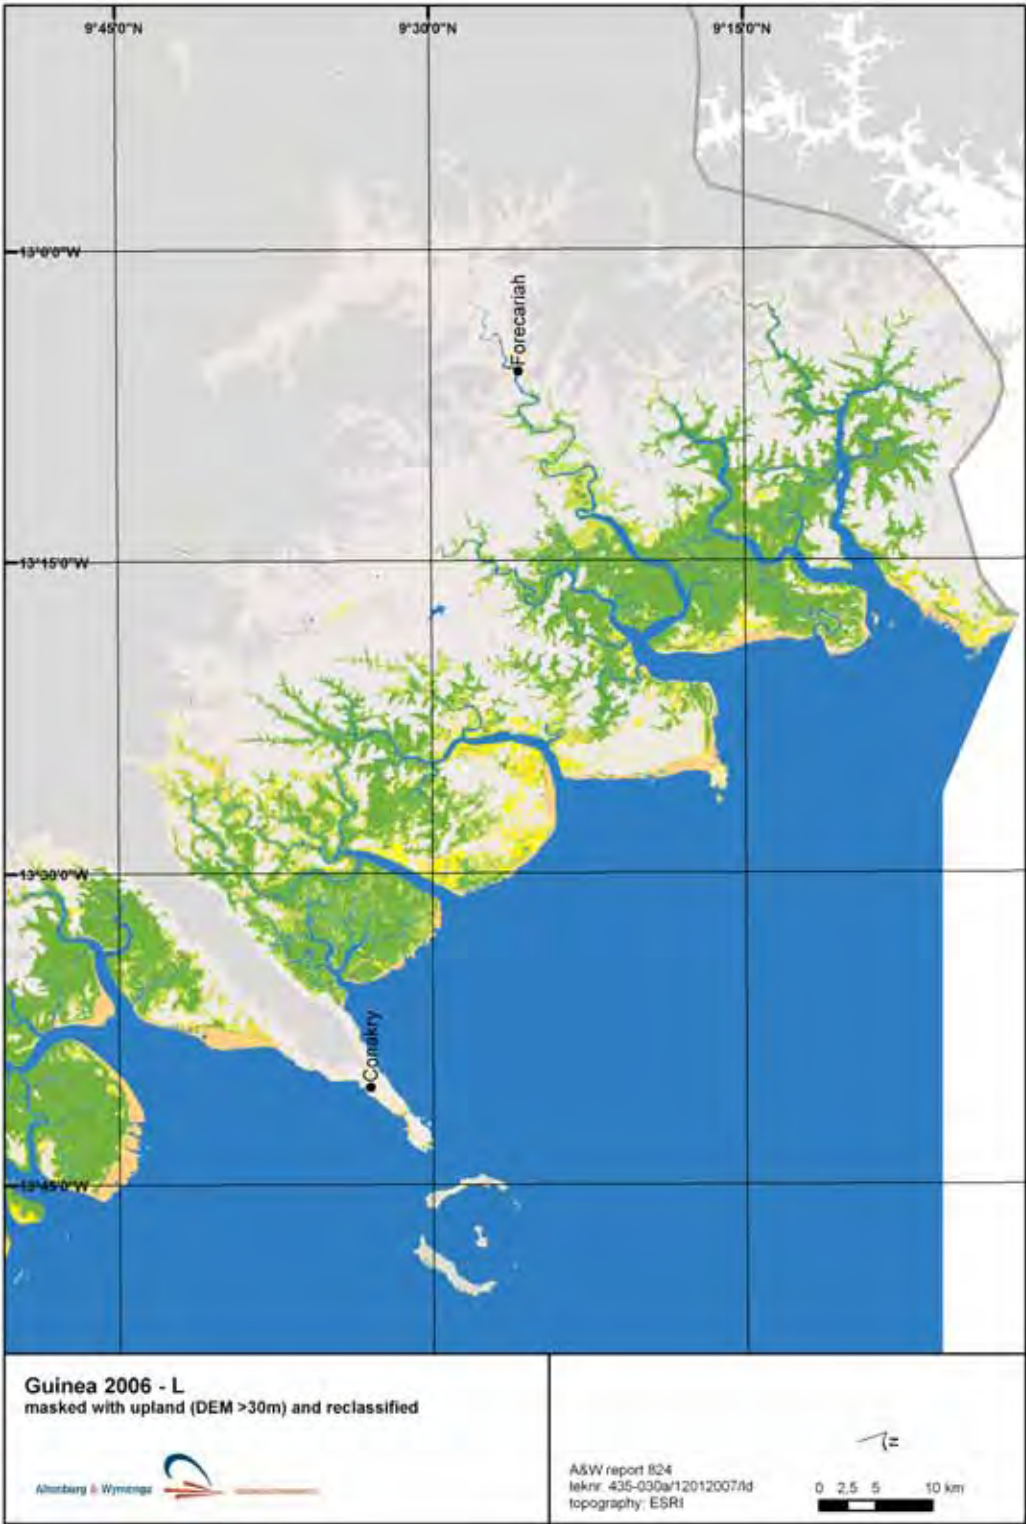 9°45'0"N
9°30'0"N
9°15'0"N
13°0'0"W
Forecariah
13°15'0"W
13°30'0"W
Conakry
13°45'0"W
Guinea 2006 - L
masked with upland (DEM >30m) and reclassified
Altenburg & Wymenga
A&W report 824
teknr. 435-030a/12012007/ld
topography: ESRI
0 2,5 5 10 km